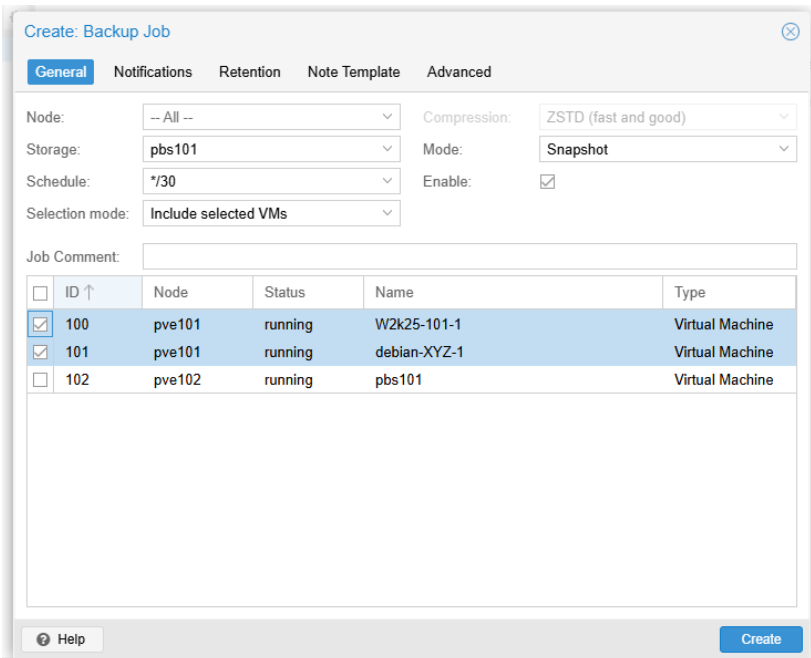 Create: Backup Job
General Notifications Retention Note Template Advanced
Node: -- All -- Compression: ZSTD (fast and good)
Storage: pbs101 Mode: Snapshot
Schedule: */30 Enable:
Selection mode: Include selected VMs
Job Comment:
ID Node Status Name Type
100 pve101 running W2k25-101-1 Virtual Machine
101 pve101 running debian-XYZ-1 Virtual Machine
102 pve102 running pbs101 Virtual Machine
Help Create